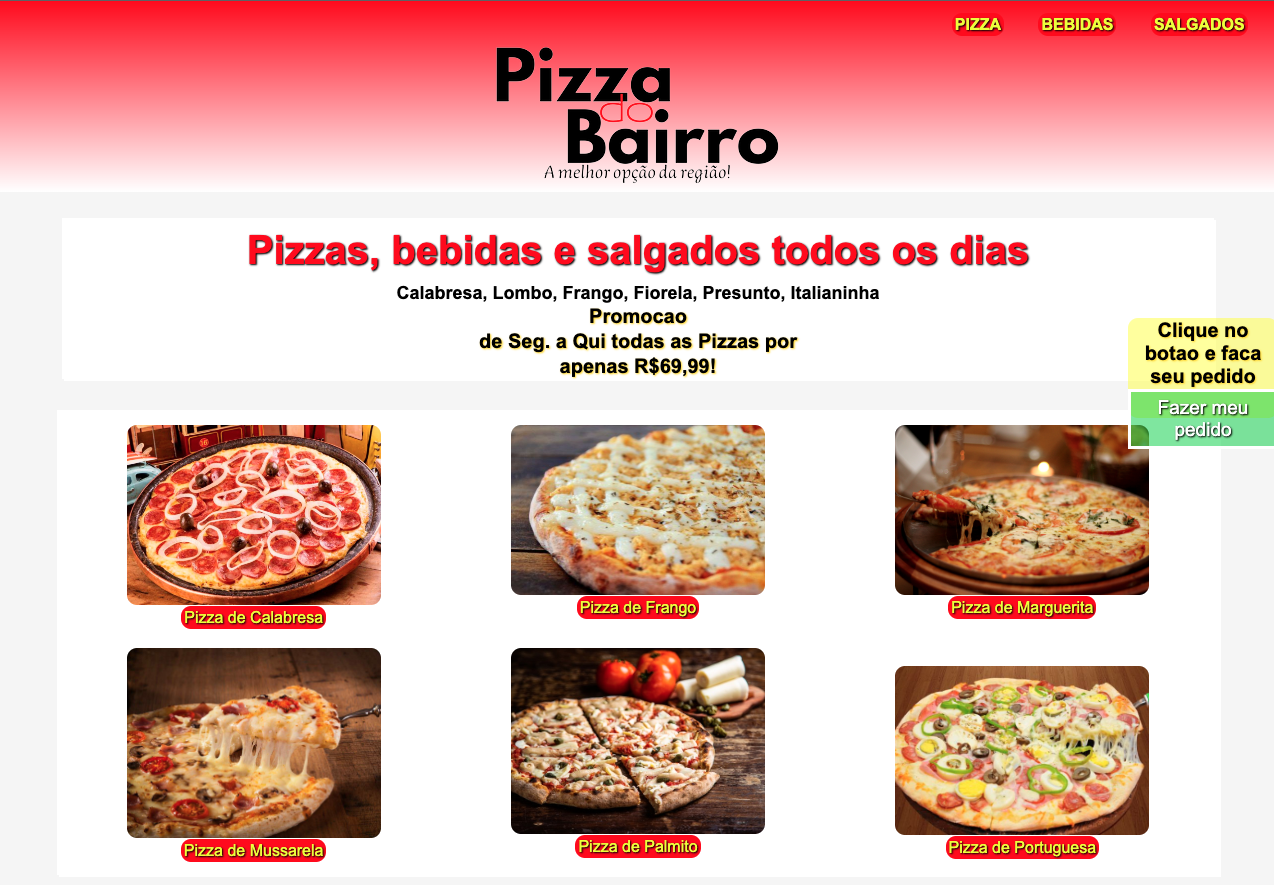 PIZZA BEBIDAS SALGADOS
Pizza
do
Bairro
A melhor opção da região!
Pizzas, bebidas e salgados todos os dias
Calabresa, Lombo, Frango, Fiorela, Presunto, Italianinha
Promocao
de Seg. a Qui todas as Pizzas por
apenas R$69,99!
Clique no
botao e faca
seu pedido
Fazer meu
pedido
Pizza de Calabresa
Pizza de Frango
Pizza de Marguerita
Pizza de Mussarela
Pizza de Palmito
Pizza de Portuguesa